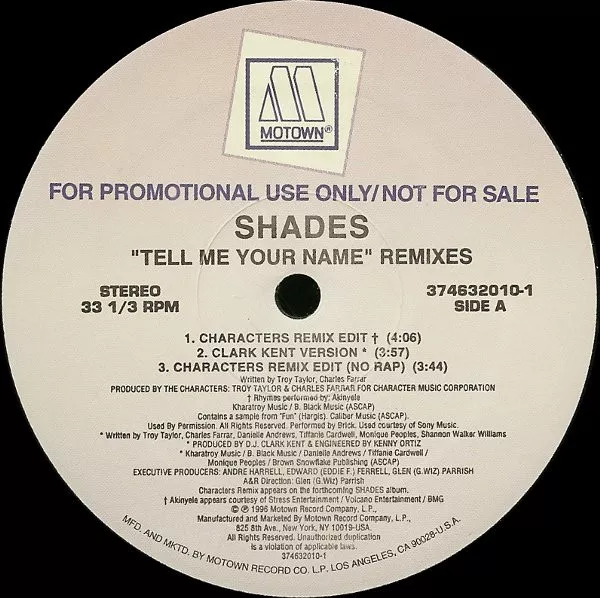 MOTOWN®
FOR PROMOTIONAL USE ONLY/NOT FOR SALE
SHADES
"TELL ME YOUR NAME" REMIXES
STEREO
33 1/3 RPM
374632010-1
SIDE A
1. CHARACTERS REMIX EDIT † (4:06)
2. CLARK KENT VERSION * (3:57)
3. CHARACTERS REMIX EDIT (NO RAP) (3:44)
Written by Troy Taylor, Charles Farrar
PRODUCED BY THE CHARACTERS: TROY TAYLOR & CHARLES FARRAR FOR CHARACTER MUSIC CORPORATION
† Rhymes performed by: Akinyele
Kharatroy Music / B. Black Music (ASCAP)
Contains a sample from "Fun" (Hargis). Caliber Music (ASCAP).
Used By Permission. All Rights Reserved. Performed by Brick. Used courtesy of Sony Music.
* Written by Troy Taylor, Charles Farrar, Danielle Andrews, Tiffanie Cardwell, Monique Peoples, Shannon Walker Williams
* PRODUCED BY D.J. CLARK KENT & ENGINEERED BY KENNY ORTIZ
* Kharatroy Music / B. Black Music / Danielle Andrews / Tiffanie Cardwell /
Monique Peoples / Brown Snowflake Publishing (ASCAP)
EXECUTIVE PRODUCERS: ANDRE HARRELL, EDWARD (EDDIE F.) FERRELL, GLEN (G.WIZ) PARRISH
A&R Direction: Glen (G.Wiz) Parrish
Characters Remix appears on the forthcoming SHADES album.
† Akinyele appears courtesy of Stress Entertainment / Volcano Entertainment / BMG
© ℗ 1996 Motown Record Company, L.P.,
Manufactured and Marketed By Motown Record Company, L.P.,
825 8th Ave., New York, NY 10019-USA.
All Rights Reserved. Unauthorized duplication
is a violation of applicable laws.
374632010-1
MFD. AND MKTD. BY MOTOWN RECORD CO. L.P. LOS ANGELES, CA 90028-U.S.A.